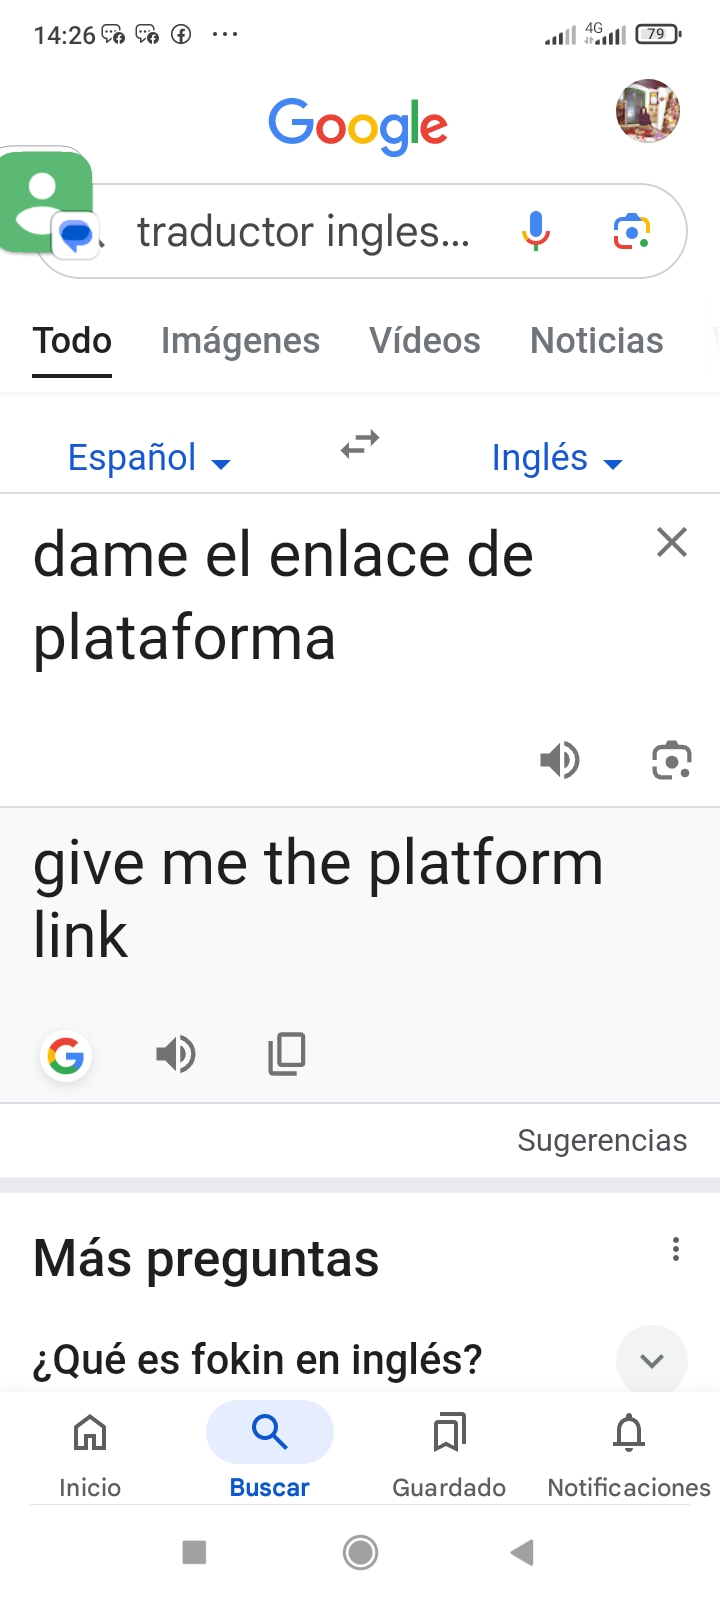 14:26 ... 4G 79
Google
traductor ingles...
Todo Imágenes Vídeos Noticias
Español Inglés
dame el enlace de
plataforma
give me the platform
link
Sugerencias
Más preguntas
¿Qué es fokin en inglés?
Inicio Buscar Guardado Notificaciones